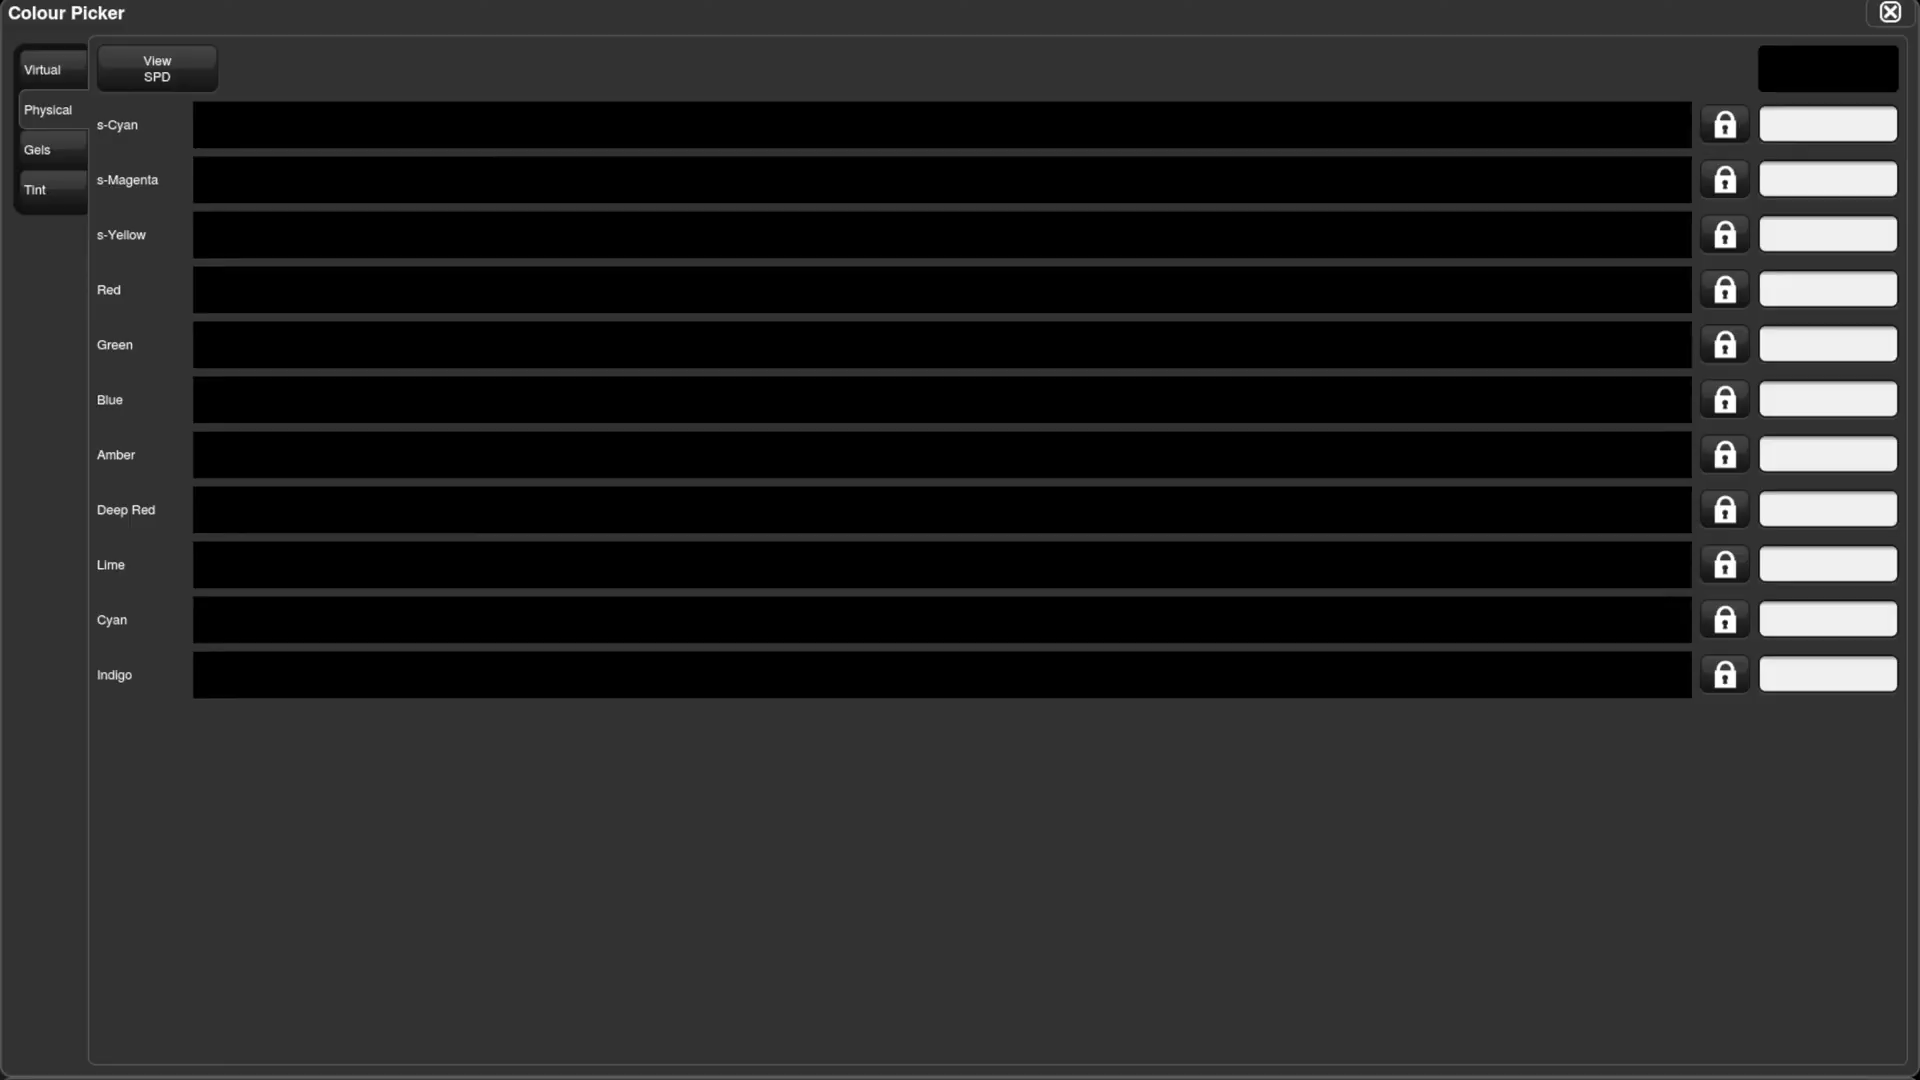 Colour Picker
Virtual
Physical
Gels
Tint
View
SPD
s-Cyan
s-Magenta
s-Yellow
Red
Green
Blue
Amber
Deep Red
Lime
Cyan
Indigo